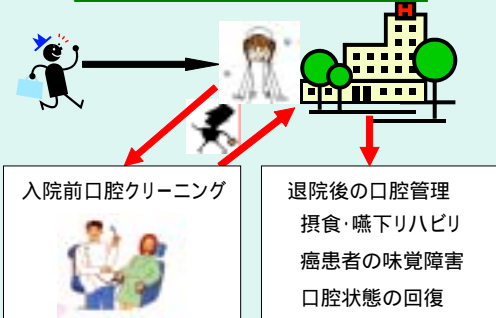 H
入院前口腔クリーニング
退院後の口腔管理
摂食・嚥下リハビリ
癌患者の味覚障害
口腔状態の回復